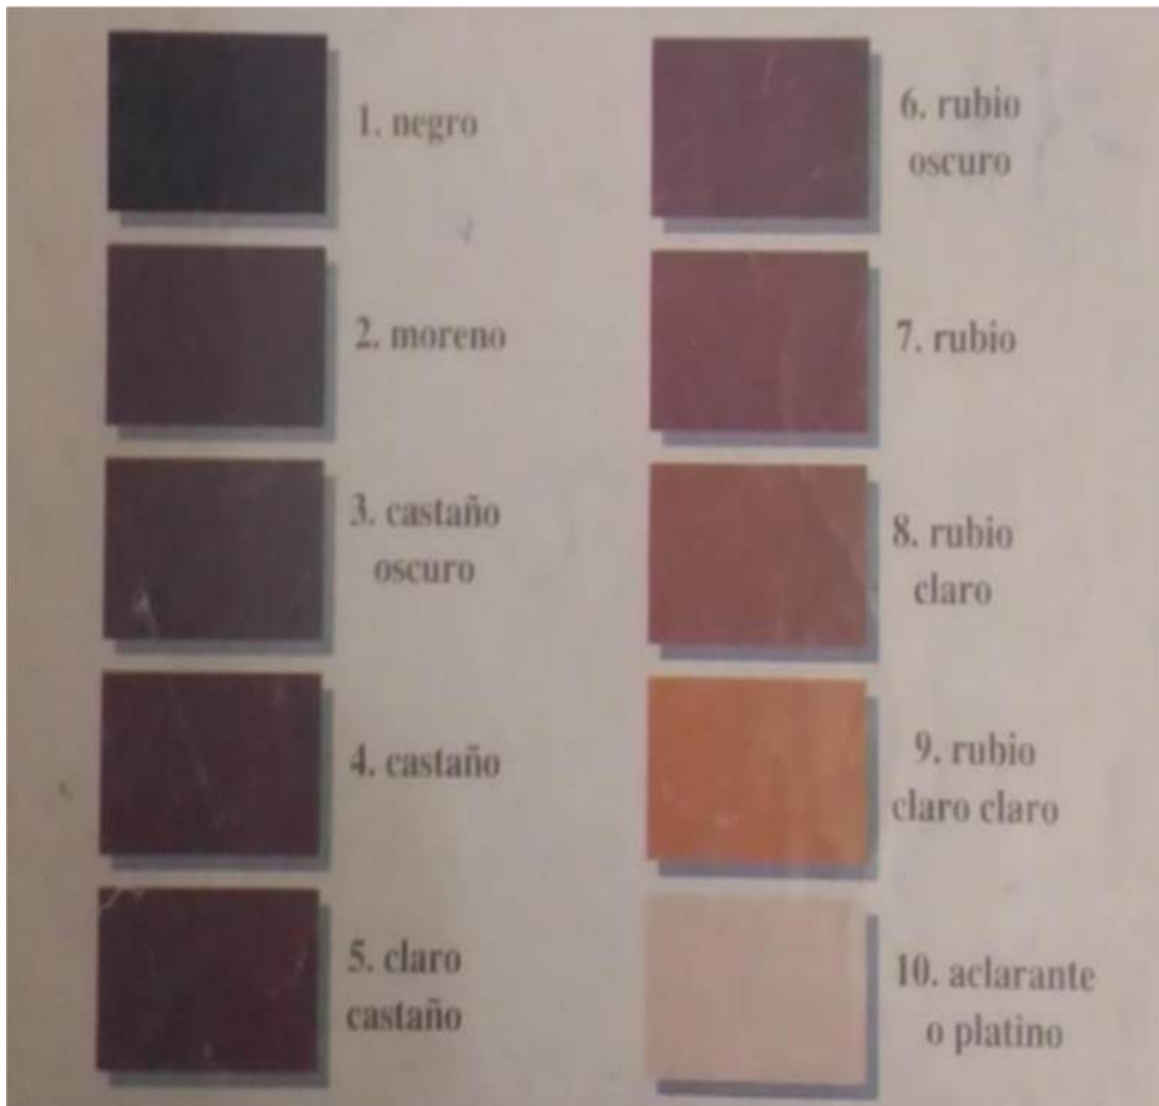 1. negro
2. moreno
3. castaño
oscuro
4. castaño
5. claro
castaño
6. rubio
oscuro
7. rubio
8. rubio
claro
9. rubio
claro claro
10. aclarante
o platino